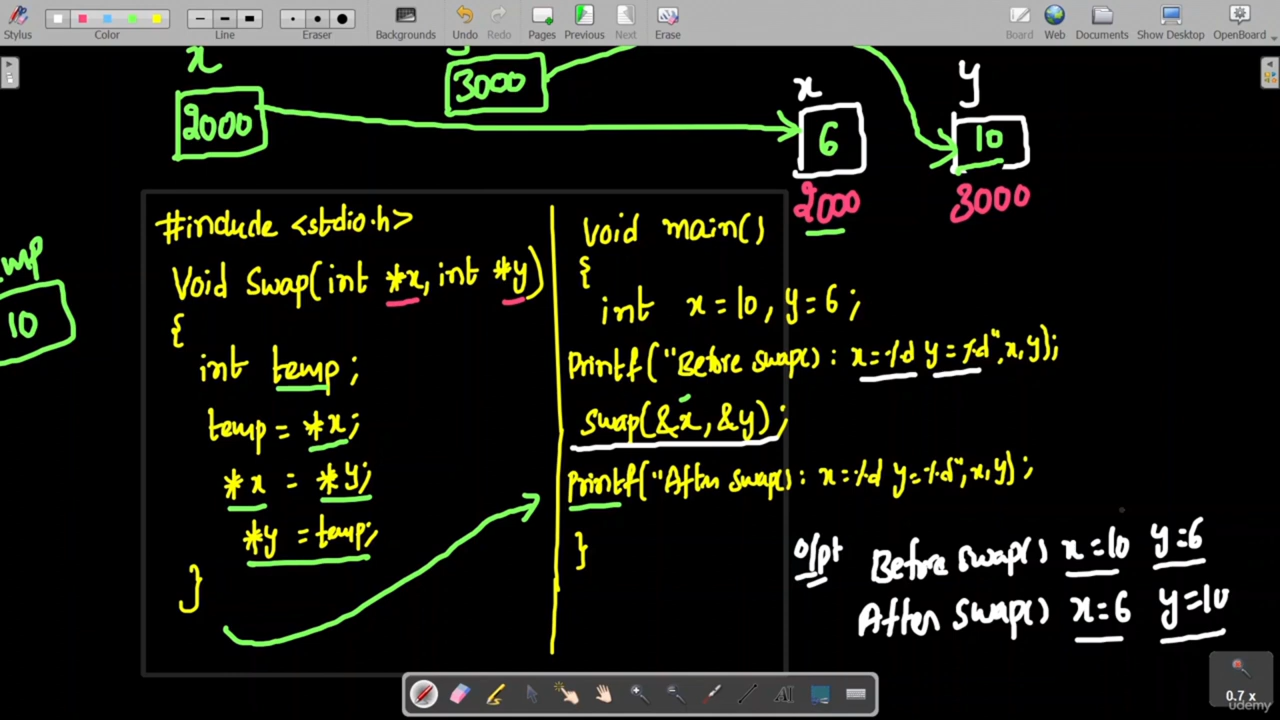 Stylus
Color
Line
Eraser
Backgrounds
Undo
Redo
Pages
Previous
Next
Erase
Board
Web
Documents
Show Desktop
OpenBoard
x
3000
2000
x
y
6
10
2000
3000
mp
10
#include <stdio.h>
Void Swap(int *x, int *y)
{
int temp;
temp = *x;
*x = *y;
*y = temp;
}
Void main()
{
int x=10, y=6;
Printf("Before swap(): x=%d y=%d",x,y);
swap(&x, &y);
Printf("After swap(): x=%d y=%d",x,y);
}
o/pt
Before swap() x=10 y=6
After swap() x=6 y=10
AI
0.7 x
udemy